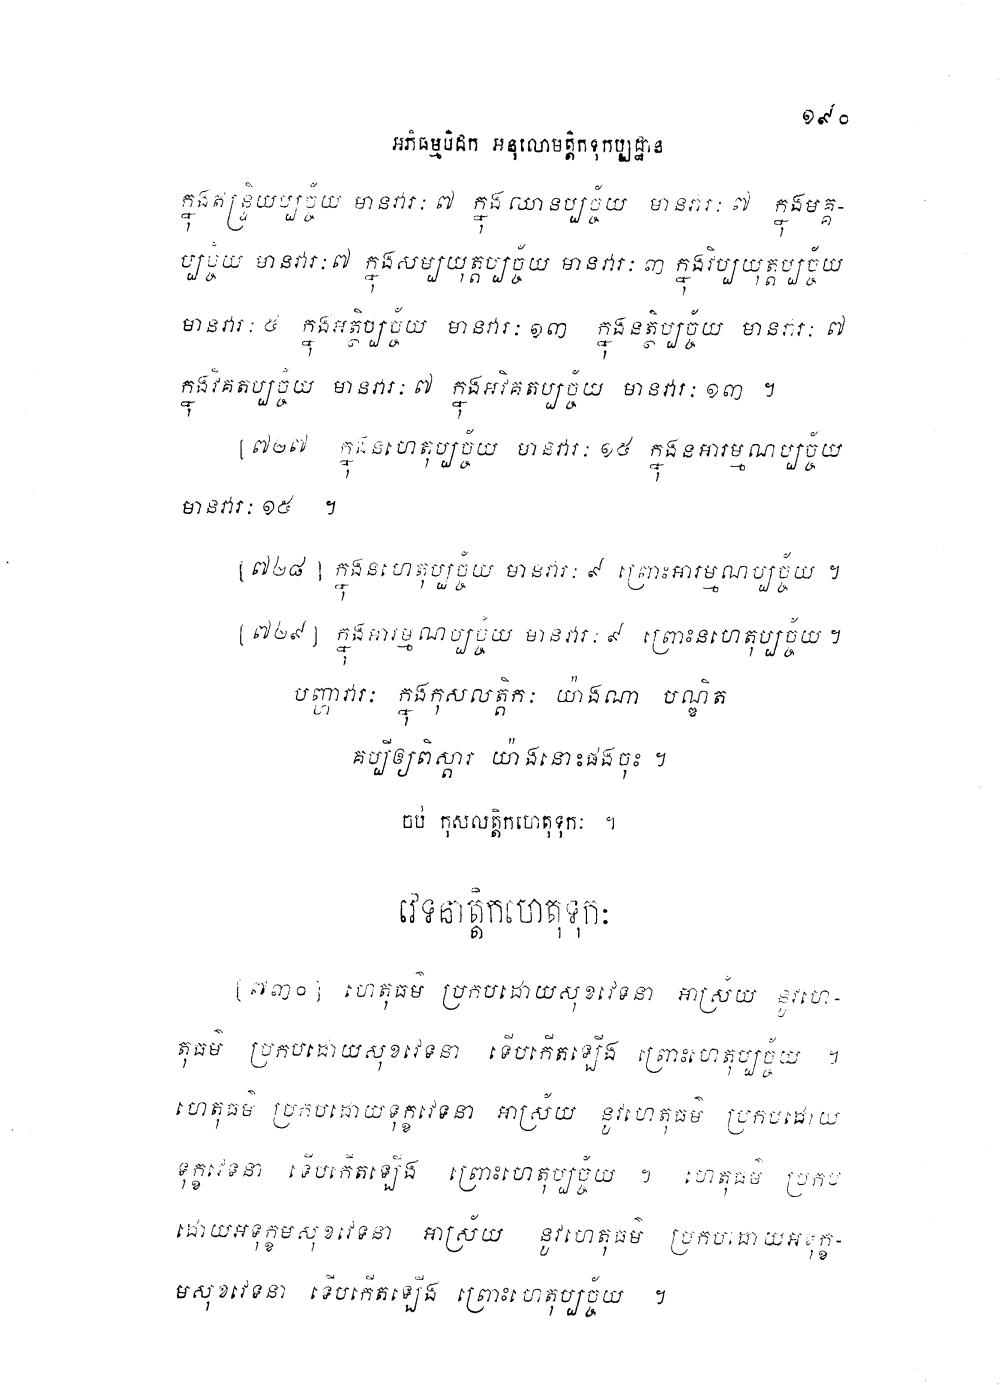 ១៩០
អភិធម្មបិដក អនុលោមត្តិកទុកប្បដ្ឋាន
ក្នុងឥន្ទ្រិយប្បច្ច័យ មានវារៈ ៧ ក្នុងឈានប្បច្ច័យ មានវារៈ ៧ ក្នុងមគ្គ-
ប្បច្ច័យ មានវារៈ ៧ ក្នុងសម្បយុត្តប្បច្ច័យ មានវារៈ ៣ ក្នុងវិប្បយុត្តប្បច្ច័យ
មានវារៈ ៥ ក្នុងអត្ថិប្បច្ច័យ មានវារៈ ១៣ ក្នុងនត្ថិប្បច្ច័យ មានវារៈ ៧
ក្នុងវិគតប្បច្ច័យ មានវារៈ ៧ ក្នុងអវិគតប្បច្ច័យ មានវារៈ ១៣ ។
[៧២៧ ក្នុងនហេតុប្បច្ច័យ មានវារៈ ១៥ ក្នុងនអារម្មណប្បច្ច័យ
មានវារៈ ១៥ ។
[៧២៨] ក្នុងនហេតុប្បច្ច័យ មានវារៈ ៩ ព្រោះអារម្មណប្បច្ច័យ ។
[៧២៩] ក្នុងអារម្មណប្បច្ច័យ មានវារៈ ៩ ព្រោះនហេតុប្បច្ច័យ ។
បញ្ហាវារៈ ក្នុងកុសលត្តិកៈ យ៉ាងណា បណ្ឌិត
គប្បីឲ្យពិស្តារ យ៉ាងនោះផងចុះ ។
ចប់ កុសលត្តិកហេតុទុកៈ ។
វេទនាត្តិកហេតុទុកៈ
[៧៣០] ហេតុធម៌ ប្រកបដោយសុខវេទនា អាស្រ័យ នូវហេ-
តុធម៌ ប្រកបដោយសុខវេទនា ទើបកើតឡើង ព្រោះហេតុប្បច្ច័យ ។
ហេតុធម៌ ប្រកបដោយទុក្ខវេទនា អាស្រ័យ នូវហេតុធម៌ ប្រកបដោយ
ទុក្ខវេទនា ទើបកើតឡើង ព្រោះហេតុប្បច្ច័យ ។ ហេតុធម៌ ប្រកប
ដោយអទុក្ខមសុខវេទនា អាស្រ័យ នូវហេតុធម៌ ប្រកបដោយអទុក្ខ-
មសុខវេទនា ទើបកើតឡើង ព្រោះហេតុប្បច្ច័យ ។